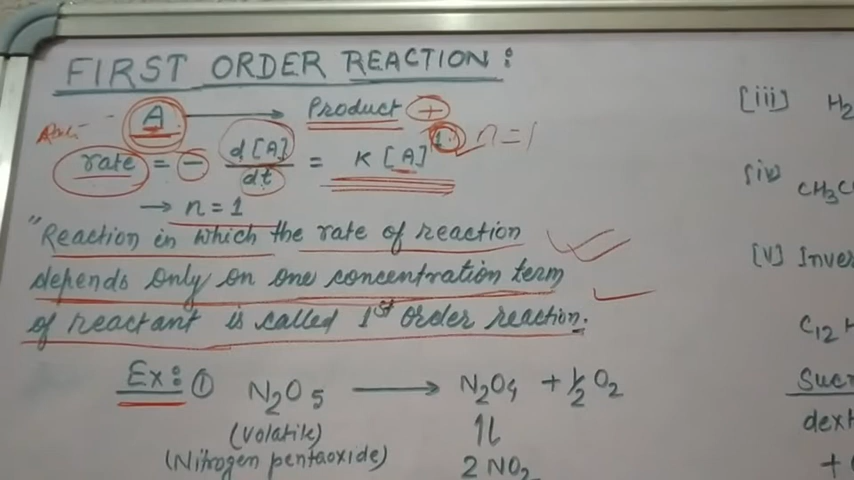 FIRST ORDER REACTION:
A → Product +
rate = - d[A]/dt = K[A]¹ n=1
→ n=1
"Reaction in which the rate of reaction
depends only on one concentration term
of reactant is called 1st order reaction.
Ex: ① N₂O₅ → N₂O₄ + ½ O₂
(Volatile) ⇅
(Nitrogen pentaoxide) 2 NO₂
[iii] H₂
[iv] CH₃C
[v] Inver
C₁₂ H
Sucr
dext
+